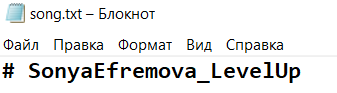 song.txt – Блокнот
Файл Правка Формат Вид Справка
# SonyaEfremova_LevelUp